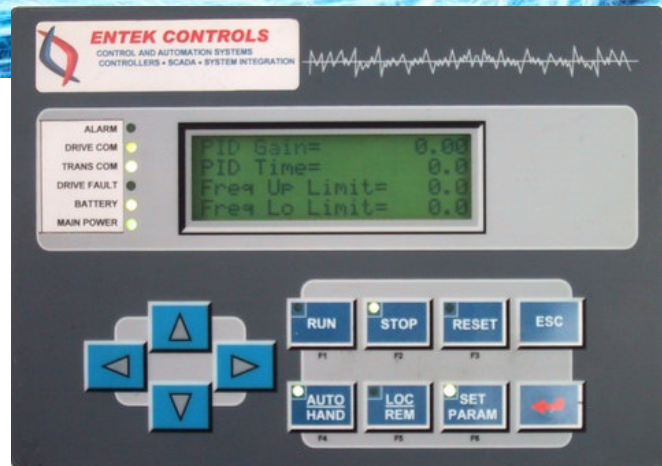 ENTEK CONTROLS
CONTROL AND AUTOMATION SYSTEMS
CONTROLLERS • SCADA • SYSTEM INTEGRATION
ALARM
DRIVE COM
TRANS COM
DRIVE FAULT
BATTERY
MAIN POWER
PID Gain= 0.00
PID Time= 0.0
Freq Up Limit= 0.0
Freq Lo Limit= 0.0
RUN STOP RESET ESC
F1 F2 F3
AUTO LOC SET
HAND REM PARAM
F4 F5 F6